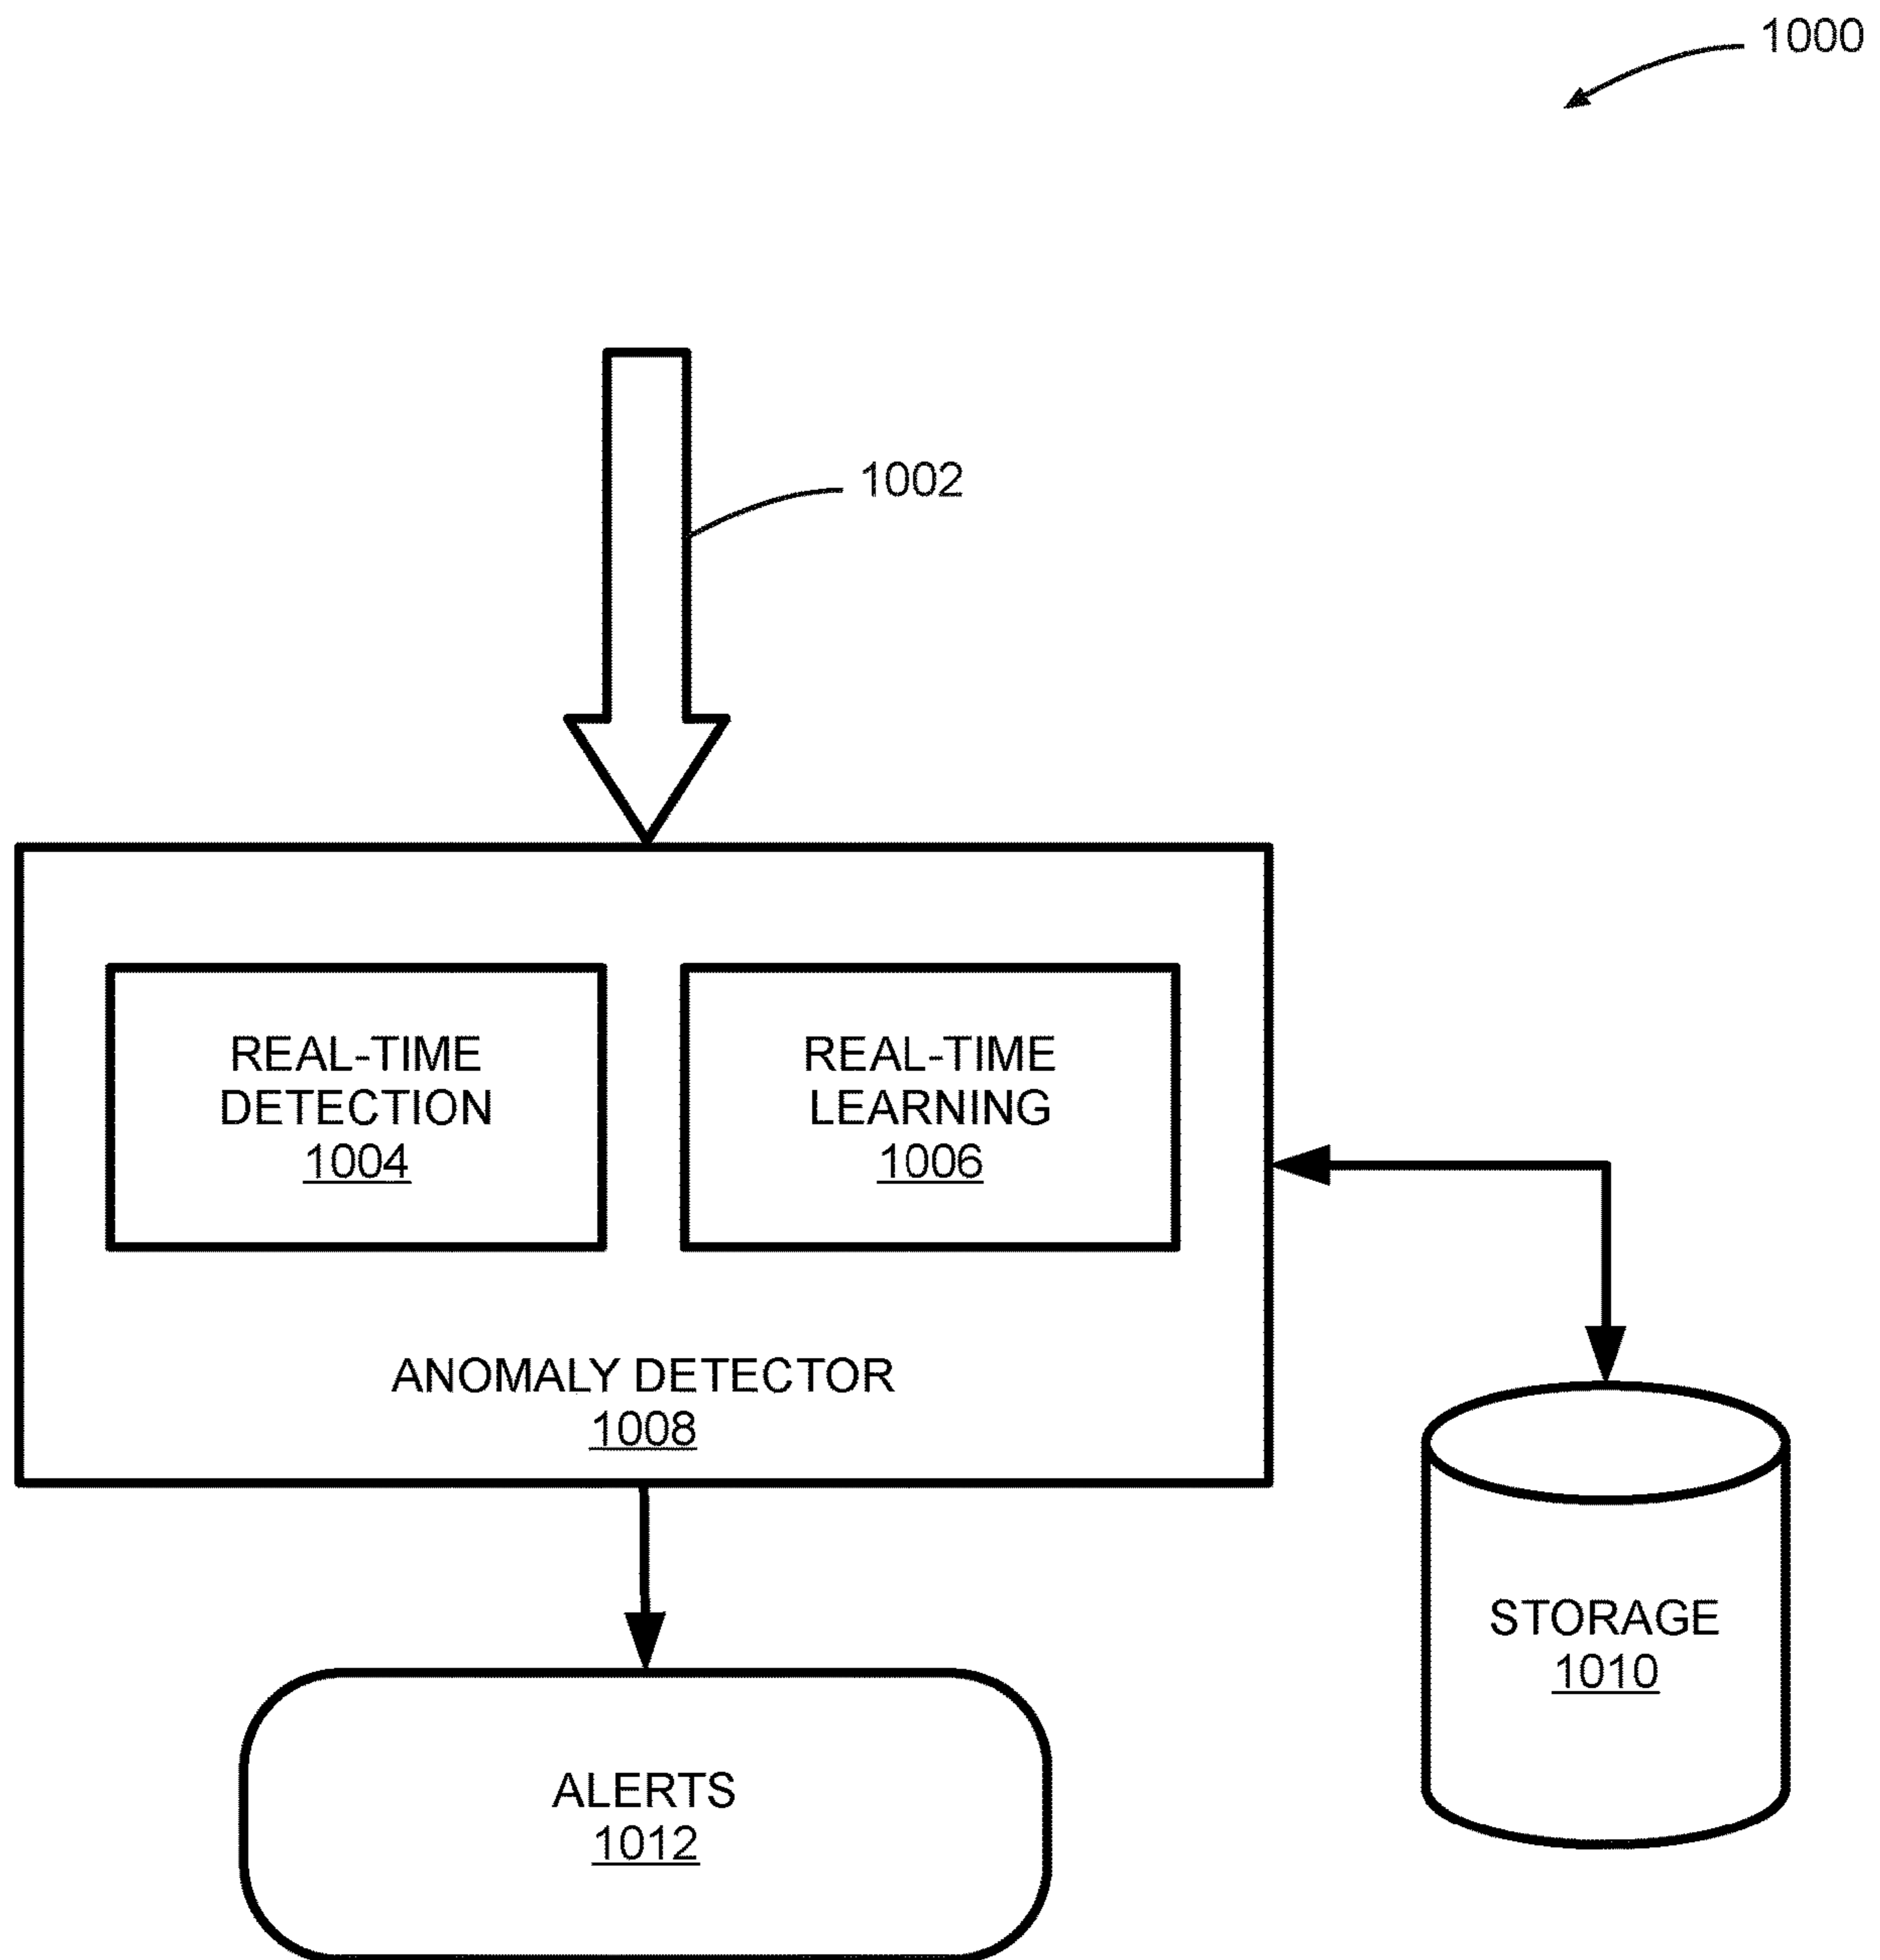 1000
1002
REAL-TIME
DETECTION
1004
REAL-TIME
LEARNING
1006
ANOMALY DETECTOR
1008
STORAGE
1010
ALERTS
1012